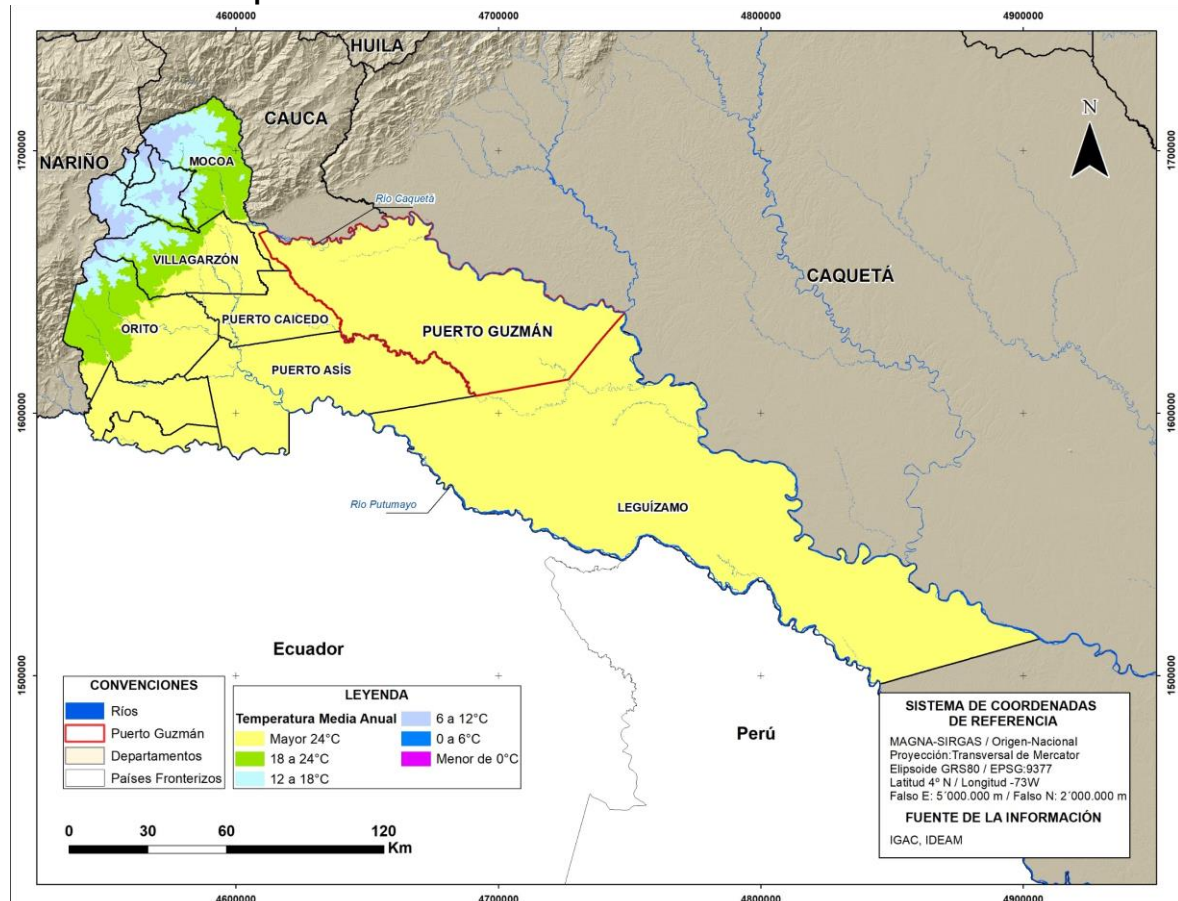 4600000
4700000
4800000
4900000
HUILA
CAUCA
NARIÑO
MOCOA
N
1700000
1700000
Río Caquetá
VILLAGARZÓN
CAQUETÁ
ORITO
PUERTO CAICEDO
PUERTO GUZMÁN
PUERTO ASÍS
1600000
1600000
Río Putumayo
LEGUÍZAMO
Ecuador
Perú
1500000
1500000
CONVENCIONES
Ríos
Puerto Guzmán
Departamentos
Países Fronterizos
LEYENDA
Temperatura Media Anual
Mayor 24°C
18 a 24°C
12 a 18°C
6 a 12°C
0 a 6°C
Menor de 0°C
0 30 60 120
Km
SISTEMA DE COORDENADAS
DE REFERENCIA
MAGNA-SIRGAS / Origen-Nacional
Proyección:Transversal de Mercator
Elipsoide GRS80 / EPSG:9377
Latitud 4º N / Longitud -73W
Falso E: 5´000.000 m / Falso N: 2´000.000 m
FUENTE DE LA INFORMACIÓN
IGAC, IDEAM
4600000
4700000
4800000
4900000